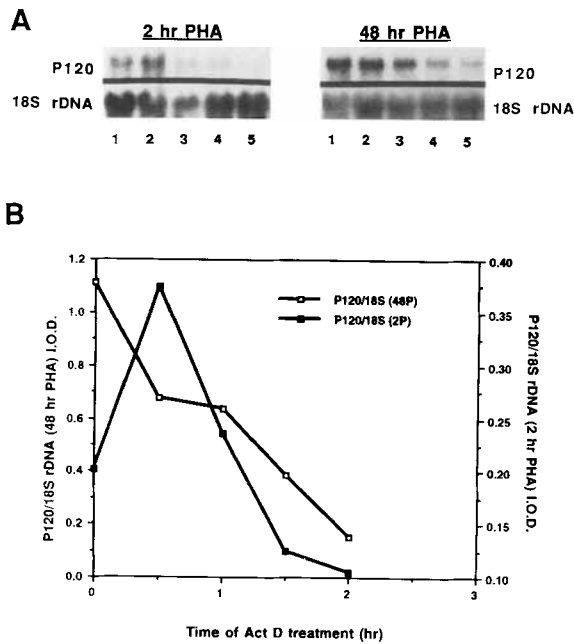 A
2 hr PHA 48 hr PHA
P120 P120
18S rDNA 18S rDNA
1 2 3 4 5 1 2 3 4 5
B
1.2 0.40
P120/18S (48P)
P120/18S (2P)
1.0 0.35
0.8 0.30
0.6 0.25
0.4 0.20
0.2 0.15
0.0 0.10
0 1 2 3
P120/18S rDNA (48 hr PHA) I.O.D.
P120/18S rDNA (2 hr PHA) I.O.D.
Time of Act D treatment (hr)